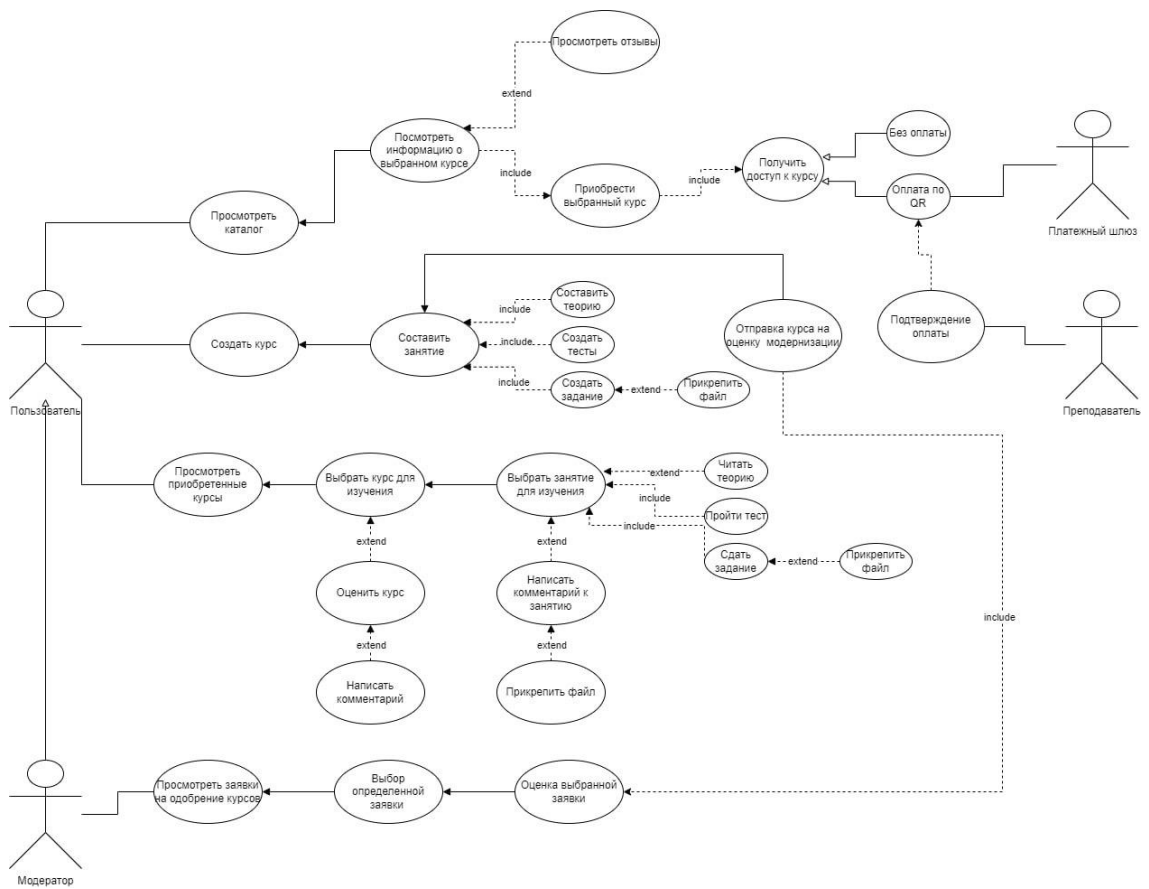 Просмотреть отзывы
extend
Посмотреть
информацию о
выбранном курсе
include
Приобрести
выбранный курс
include
Получить
доступ к курсу
Без оплаты
Оплата по
QR
Платежный шлюз
Просмотреть
каталог
Пользователь
Создать курс
Составить
занятие
include
Составить
теорию
include
Создать
тесты
include
Создать
задание
extend
Прикрепить
файл
Отправка курса на
оценку модернизации
Подтверждение
оплаты
Преподаватель
Просмотреть
приобретенные
курсы
Выбрать курс для
изучения
Выбрать занятие
для изучения
extend
Читать
теорию
include
Пройти тест
include
Сдать
задание
extend
Прикрепить
файл
extend
Оценить курс
extend
Написать
комментарий
extend
Написать
комментарий к
занятию
extend
Прикрепить файл
include
Просмотреть заявки
на одобрение курсов
Выбор
определенной
заявки
Оценка выбранной
заявки
Модератор